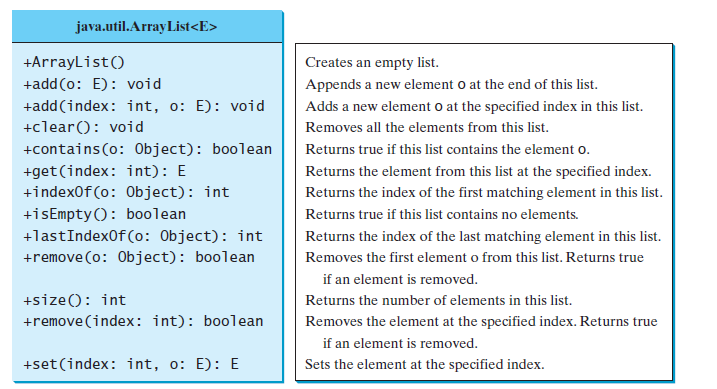 java.util.ArrayList<E>
+ArrayList() Creates an empty list.
+add(o: E): void Appends a new element o at the end of this list.
+add(index: int, o: E): void Adds a new element o at the specified index in this list.
+clear(): void Removes all the elements from this list.
+contains(o: Object): boolean Returns true if this list contains the element o.
+get(index: int): E Returns the element from this list at the specified index.
+indexOf(o: Object): int Returns the index of the first matching element in this list.
+isEmpty(): boolean Returns true if this list contains no elements.
+lastIndexOf(o: Object): int Returns the index of the last matching element in this list.
+remove(o: Object): boolean Removes the first element o from this list. Returns true
if an element is removed.
+size(): int Returns the number of elements in this list.
+remove(index: int): boolean Removes the element at the specified index. Returns true
if an element is removed.
+set(index: int, o: E): E Sets the element at the specified index.